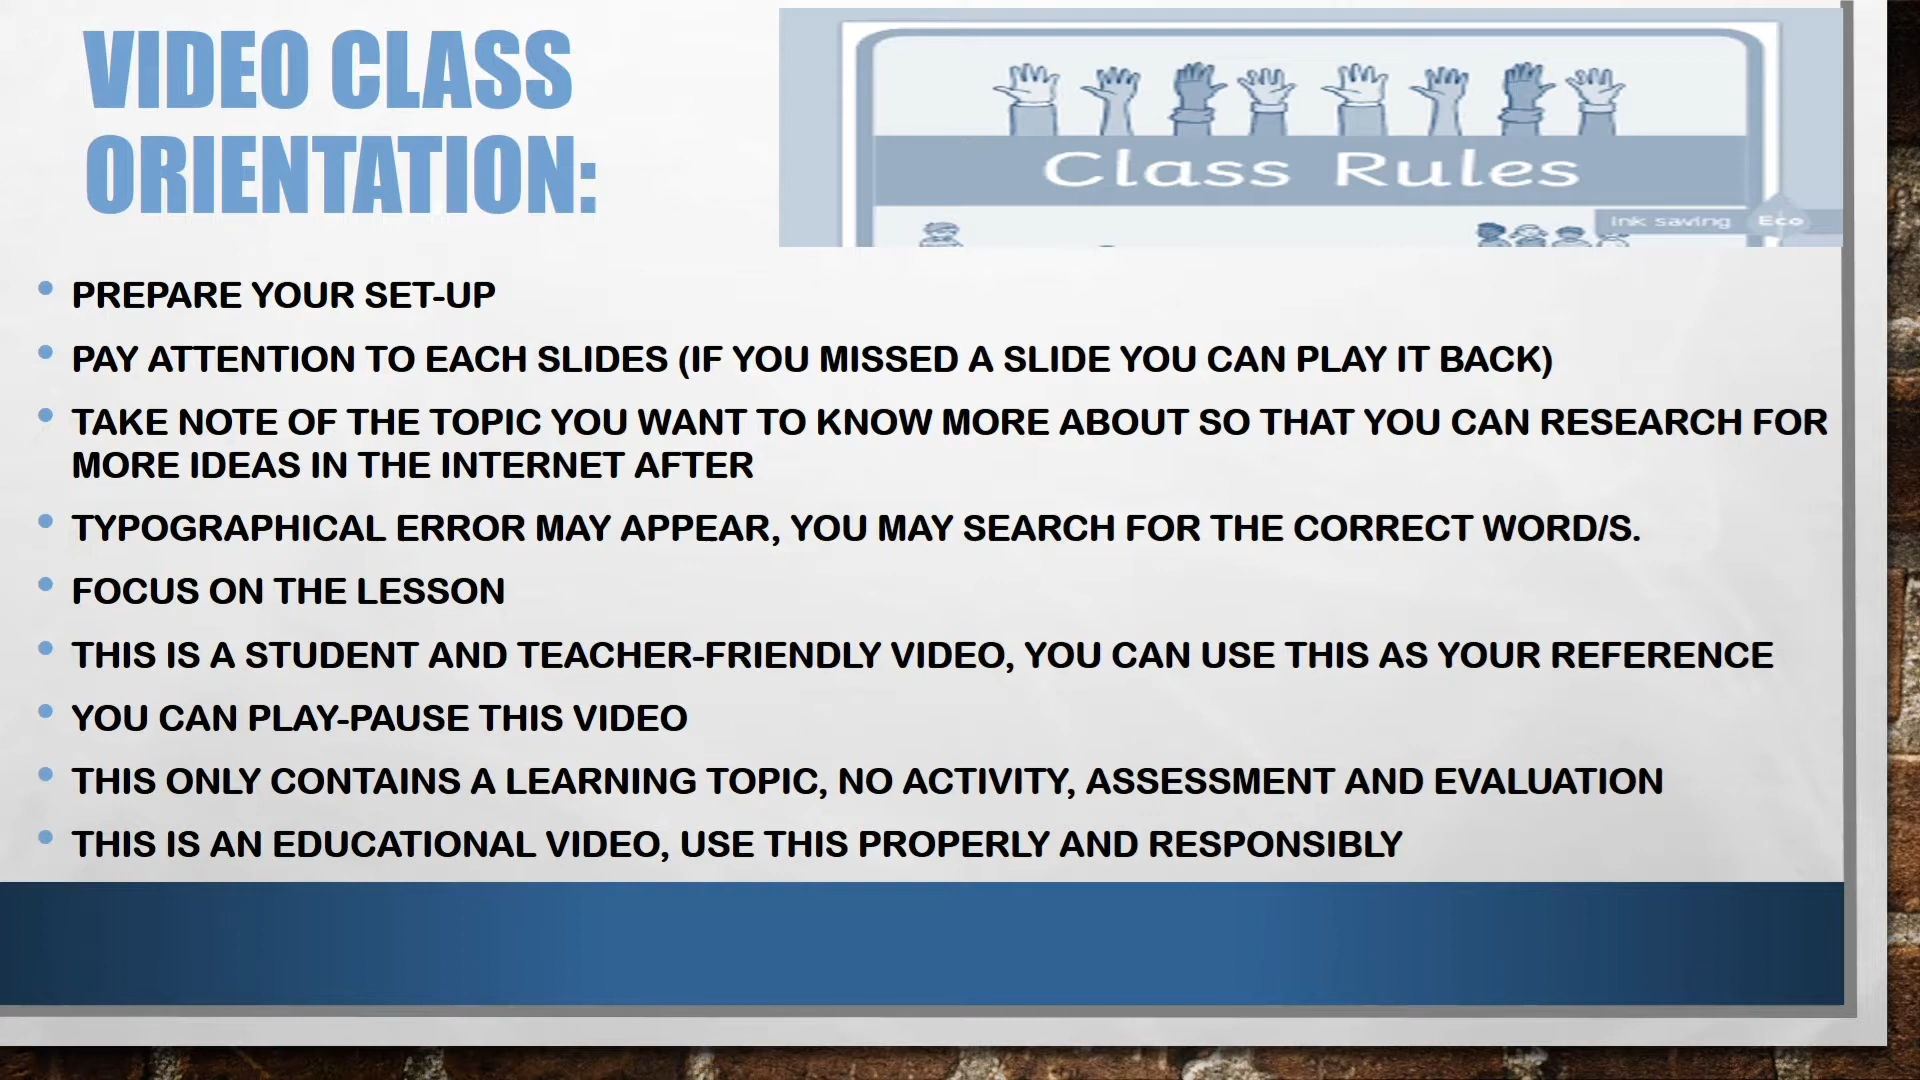 VIDEO CLASS
ORIENTATION:
Class Rules
Ink saving Eco
PREPARE YOUR SET-UP
PAY ATTENTION TO EACH SLIDES (IF YOU MISSED A SLIDE YOU CAN PLAY IT BACK)
TAKE NOTE OF THE TOPIC YOU WANT TO KNOW MORE ABOUT SO THAT YOU CAN RESEARCH FOR
MORE IDEAS IN THE INTERNET AFTER
TYPOGRAPHICAL ERROR MAY APPEAR, YOU MAY SEARCH FOR THE CORRECT WORD/S.
FOCUS ON THE LESSON
THIS IS A STUDENT AND TEACHER-FRIENDLY VIDEO, YOU CAN USE THIS AS YOUR REFERENCE
YOU CAN PLAY-PAUSE THIS VIDEO
THIS ONLY CONTAINS A LEARNING TOPIC, NO ACTIVITY, ASSESSMENT AND EVALUATION
THIS IS AN EDUCATIONAL VIDEO, USE THIS PROPERLY AND RESPONSIBLY